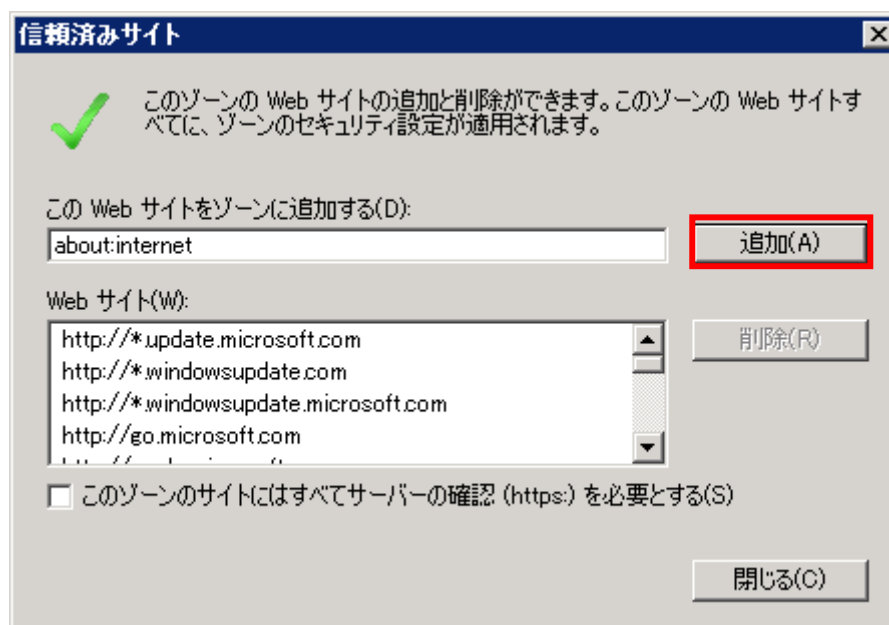 信頼済みサイト
このゾーンの Web サイトの追加と削除ができます。このゾーンの Web サイトす
べてに、ゾーンのセキュリティ設定が適用されます。
この Web サイトをゾーンに追加する(D):
about:internet
追加(A)
Web サイト(W):
http://*.update.microsoft.com
http://*.windowsupdate.com
http://*.windowsupdate.microsoft.com
http://go.microsoft.com
削除(R)
このゾーンのサイトにはすべてサーバーの確認 (https:) を必要とする(S)
閉じる(C)